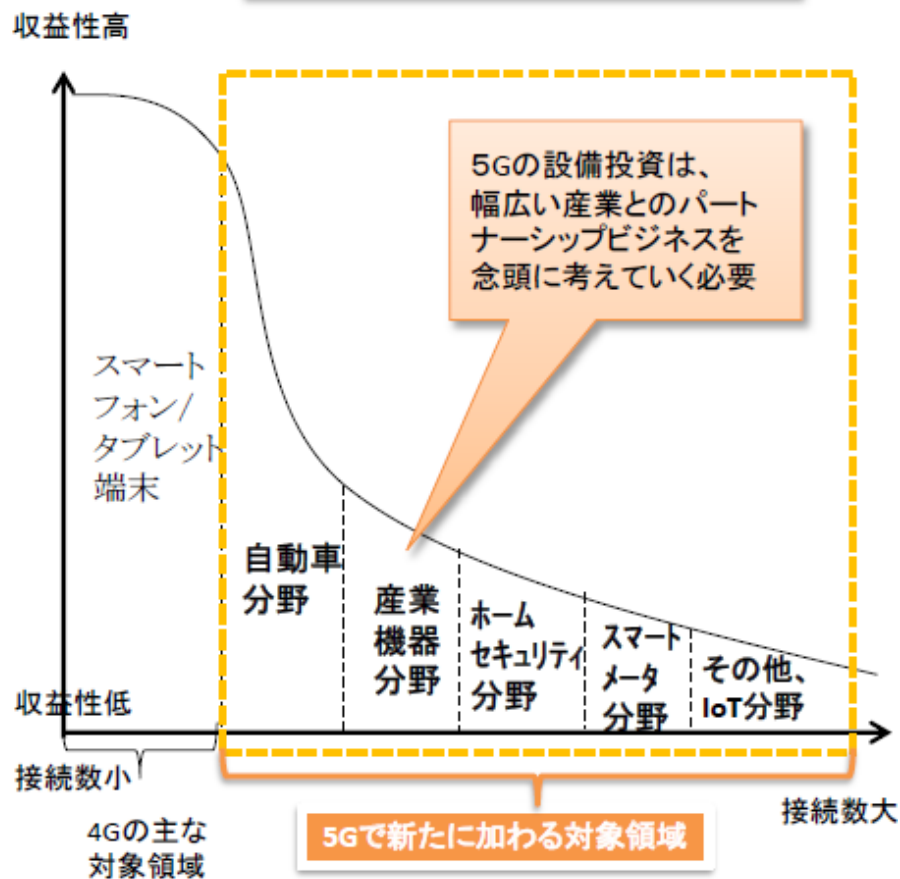 収益性高
5Gの設備投資は、
幅広い産業とのパート
ナーシップビジネスを
念頭に考えていく必要
スマート
フォン/
タブレット
端末
自動車
分野
産業
機器
分野
ホーム
セキュリティ
分野
スマート
メータ
分野
その他、
IoT分野
収益性低
接続数小
接続数大
4Gの主な
対象領域
5Gで新たに加わる対象領域